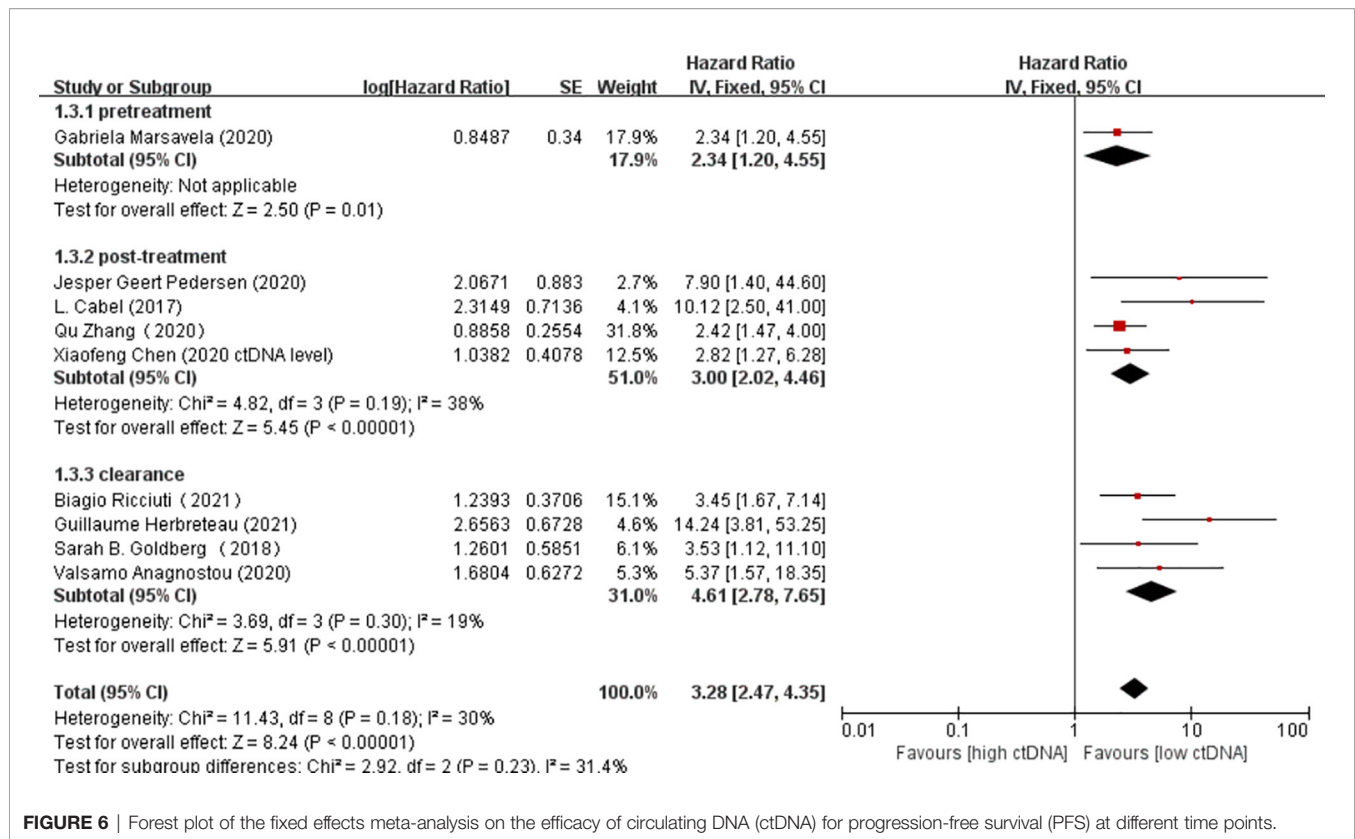 Hazard Ratio Hazard Ratio
Study or Subgroup log[Hazard Ratio] SE Weight IV, Fixed, 95% CI IV, Fixed, 95% CI
1.3.1 pretreatment
Gabriela Marsavela (2020) 0.8487 0.34 17.9% 2.34 [1.20, 4.55]
Subtotal (95% CI) 17.9% 2.34 [1.20, 4.55]
Heterogeneity: Not applicable
Test for overall effect: Z = 2.50 (P = 0.01)
1.3.2 post-treatment
Jesper Geert Pedersen (2020) 2.0671 0.883 2.7% 7.90 [1.40, 44.60]
L. Cabel (2017) 2.3149 0.7136 4.1% 10.12 [2.50, 41.00]
Qu Zhang (2020) 0.8858 0.2554 31.8% 2.42 [1.47, 4.00]
Xiaofeng Chen (2020 ctDNA level) 1.0382 0.4078 12.5% 2.82 [1.27, 6.28]
Subtotal (95% CI) 51.0% 3.00 [2.02, 4.46]
Heterogeneity: Chi² = 4.82, df = 3 (P = 0.19); I² = 38%
Test for overall effect: Z = 5.45 (P < 0.00001)
1.3.3 clearance
Biagio Ricciuti (2021) 1.2393 0.3706 15.1% 3.45 [1.67, 7.14]
Guillaume Herbreteau (2021) 2.6563 0.6728 4.6% 14.24 [3.81, 53.25]
Sarah B. Goldberg (2018) 1.2601 0.5851 6.1% 3.53 [1.12, 11.10]
Valsamo Anagnostou (2020) 1.6804 0.6272 5.3% 5.37 [1.57, 18.35]
Subtotal (95% CI) 31.0% 4.61 [2.78, 7.65]
Heterogeneity: Chi² = 3.69, df = 3 (P = 0.30); I² = 19%
Test for overall effect: Z = 5.91 (P < 0.00001)
Total (95% CI) 100.0% 3.28 [2.47, 4.35]
Heterogeneity: Chi² = 11.43, df = 8 (P = 0.18); I² = 30%
Test for overall effect: Z = 8.24 (P < 0.00001)
Test for subgroup differences: Chi² = 2.92, df = 2 (P = 0.23), I² = 31.4%
0.01 0.1 1 10 100
Favours [high ctDNA] Favours [low ctDNA]
FIGURE 6 | Forest plot of the fixed effects meta-analysis on the efficacy of circulating DNA (ctDNA) for progression-free survival (PFS) at different time points.